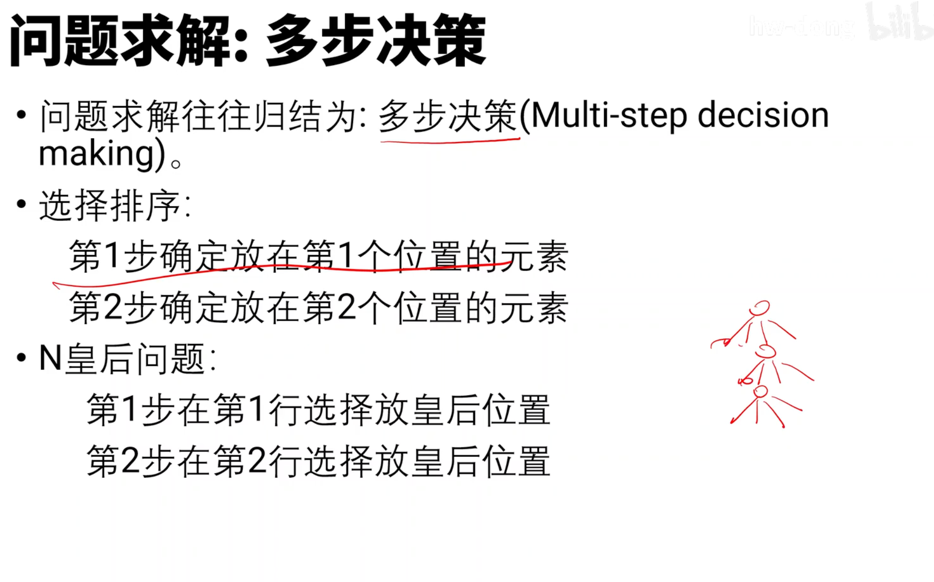 问题求解: 多步决策
• 问题求解往往归结为: 多步决策(Multi-step decision
making)。
• 选择排序:
第1步确定放在第1个位置的元素
第2步确定放在第2个位置的元素
• N皇后问题:
第1步在第1行选择放皇后位置
第2步在第2行选择放皇后位置